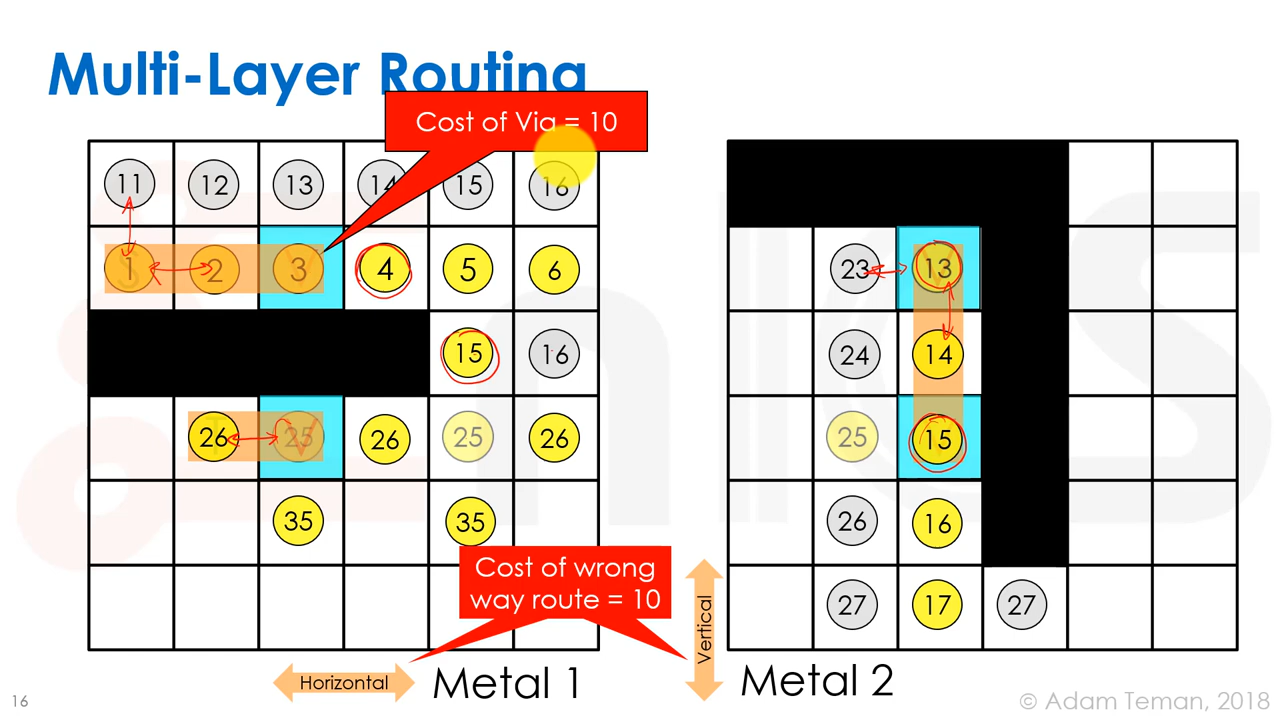 Multi-Layer Routing
Cost of Via = 10
11 12 13 14 15 16
1 2 3 4 5 6
15 16
26 25 26 25 26
35 35
23 13
24 14
25 15
26 16
27 17 27
Cost of wrong
way route = 10
Horizontal
Metal 1
Vertical
Metal 2
16
© Adam Teman, 2018